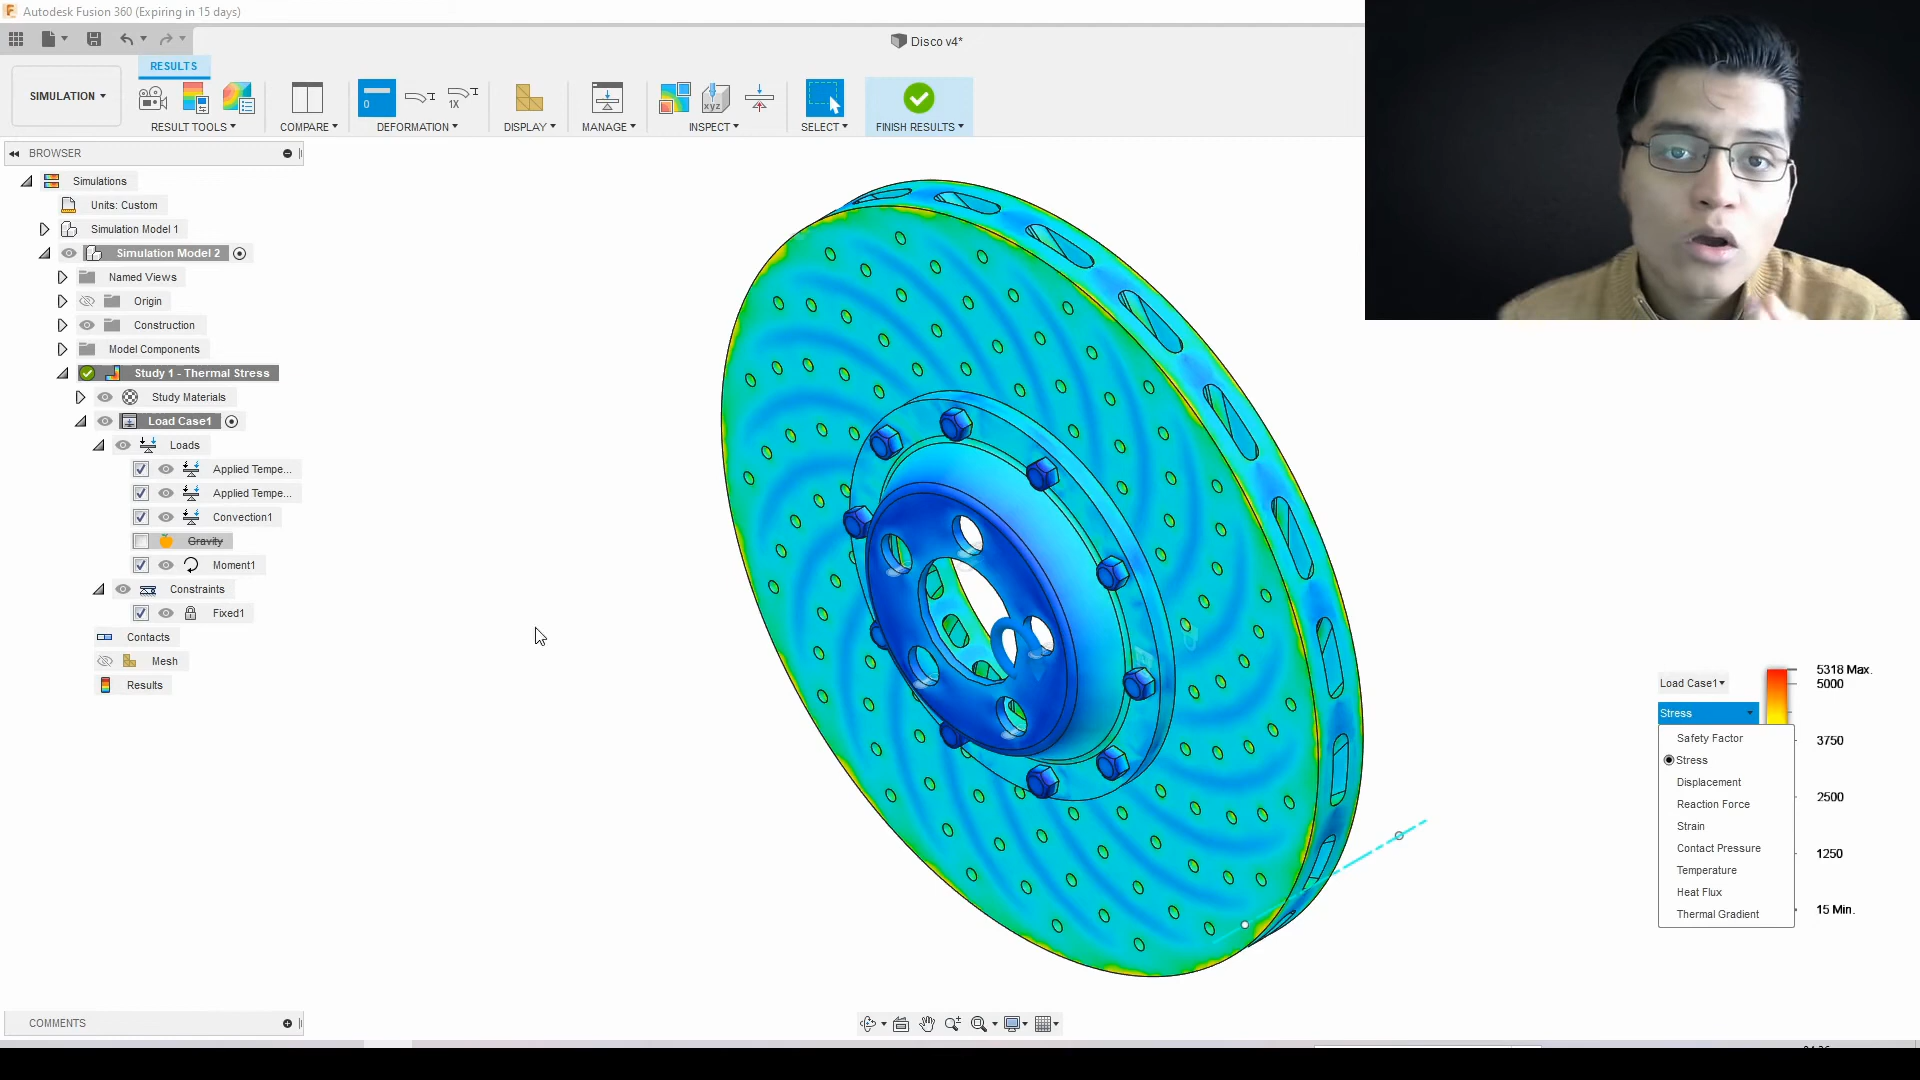 Autodesk Fusion 360 (Expiring in 15 days)
Disco v4*
RESULTS
SIMULATION
0
1X
xyz
RESULT TOOLS
COMPARE
DEFORMATION
DISPLAY
MANAGE
INSPECT
SELECT
FINISH RESULTS
BROWSER
Simulations
Units: Custom
Simulation Model 1
Simulation Model 2
Named Views
Origin
Construction
Model Components
Study 1 - Thermal Stress
Study Materials
Load Case1
Loads
Applied Tempe...
Applied Tempe...
Convection1
Gravity
Moment1
Constraints
Fixed1
Contacts
Mesh
Results
Load Case1
Stress
Safety Factor
Stress
Displacement
Reaction Force
Strain
Contact Pressure
Temperature
Heat Flux
Thermal Gradient
5318 Max.
5000
3750
2500
1250
15 Min.
COMMENTS